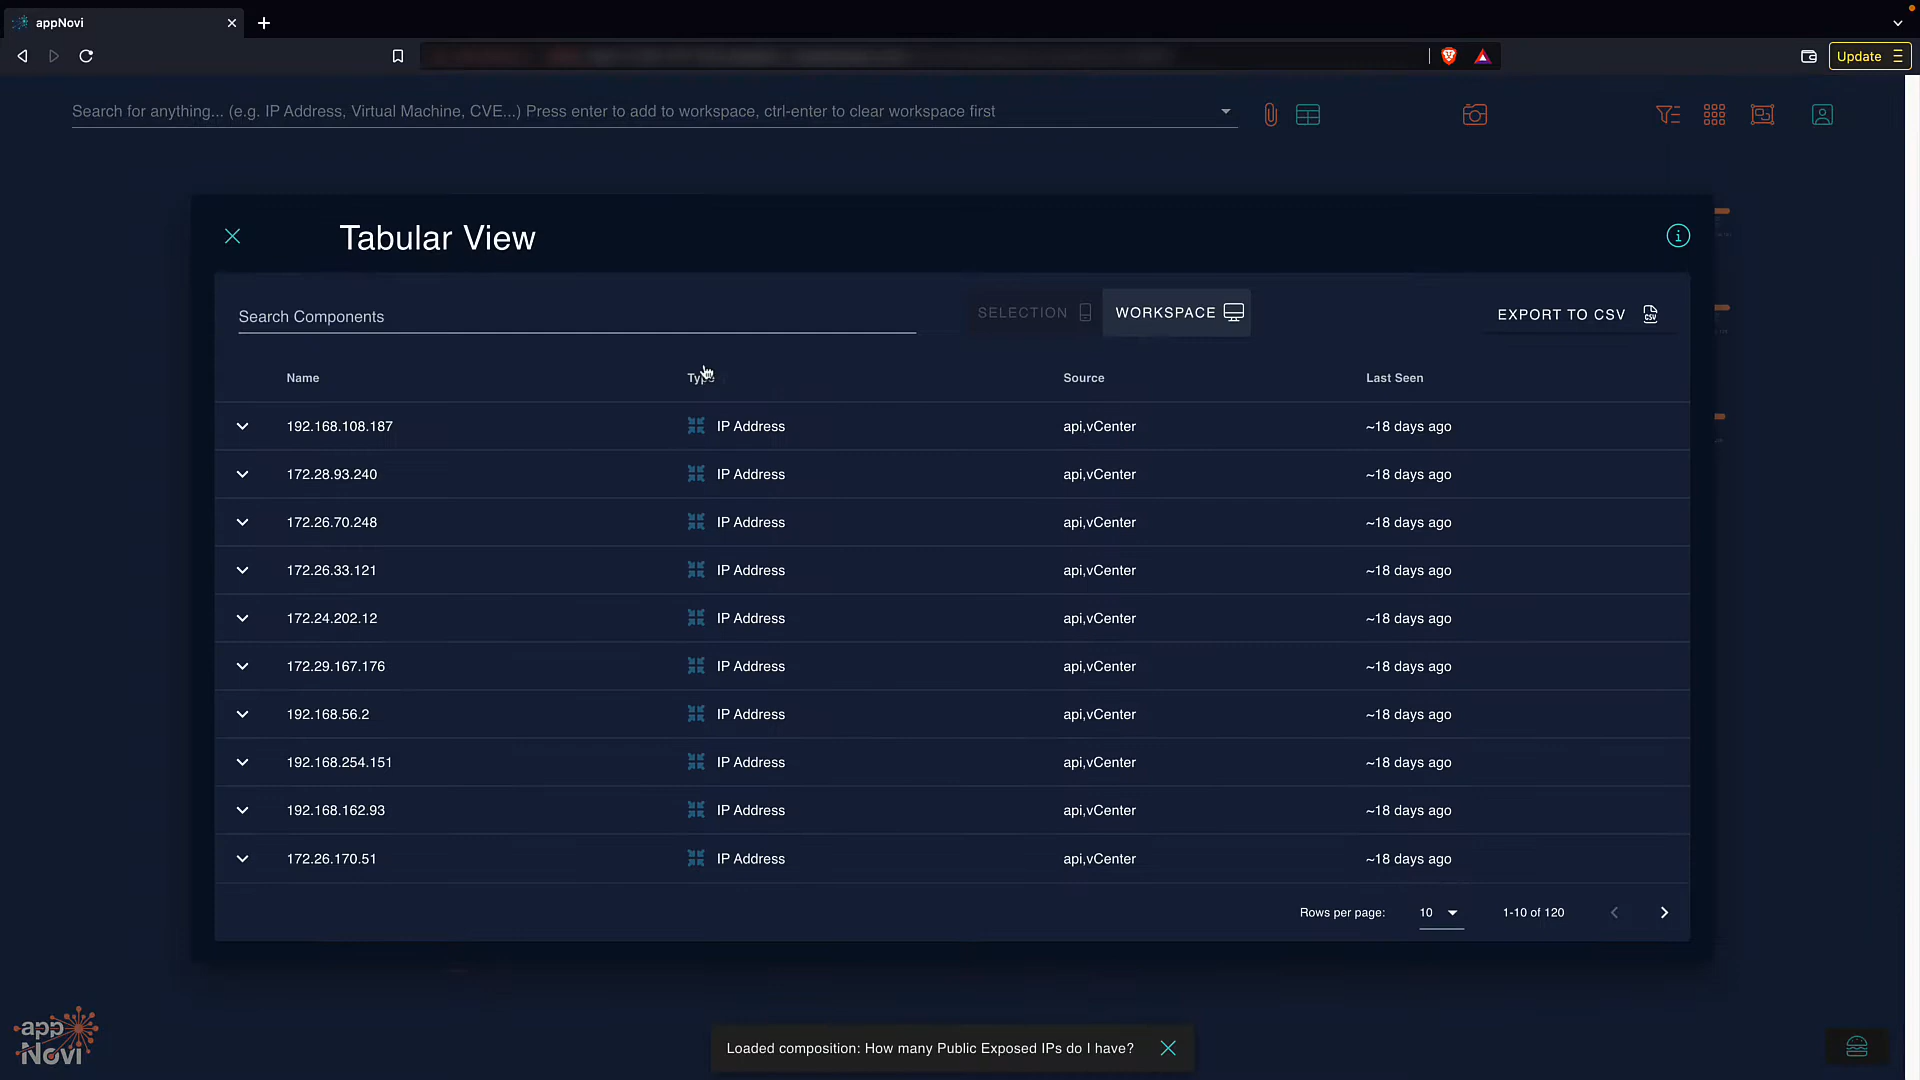 appNovi
Update
Search for anything... (e.g. IP Address, Virtual Machine, CVE...) Press enter to add to workspace, ctrl-enter to clear workspace first
Tabular View
Search Components
SELECTION
WORKSPACE
EXPORT TO CSV
CSV
Name Type Source Last Seen
192.168.108.187 IP Address api,vCenter ~18 days ago
172.28.93.240 IP Address api,vCenter ~18 days ago
172.26.70.248 IP Address api,vCenter ~18 days ago
172.26.33.121 IP Address api,vCenter ~18 days ago
172.24.202.12 IP Address api,vCenter ~18 days ago
172.29.167.176 IP Address api,vCenter ~18 days ago
192.168.56.2 IP Address api,vCenter ~18 days ago
192.168.254.151 IP Address api,vCenter ~18 days ago
192.168.162.93 IP Address api,vCenter ~18 days ago
172.26.170.51 IP Address api,vCenter ~18 days ago
Rows per page: 10 1-10 of 120
app
Novi
Loaded composition: How many Public Exposed IPs do I have?